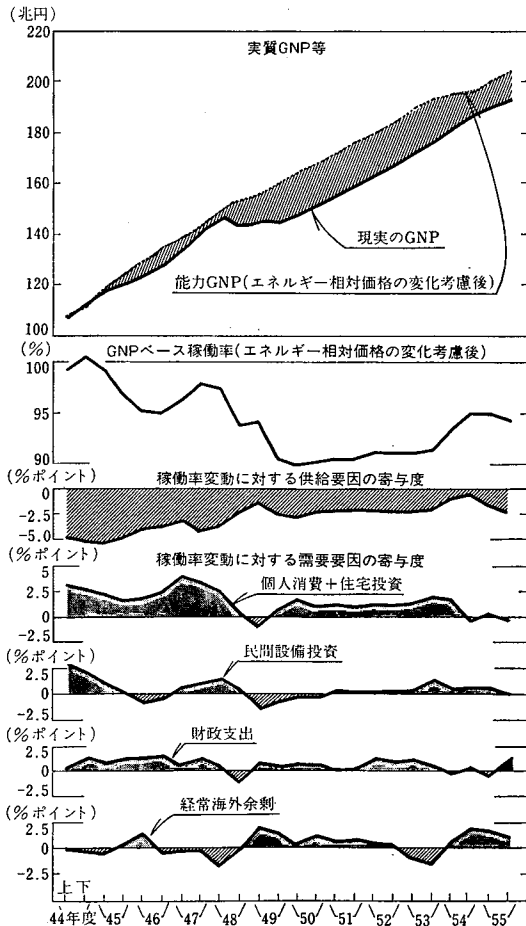 (兆円)
実質GNP等
220
200
180
160
140
120
100
現実のGNP
能力GNP(エネルギー相対価格の変化考慮後)
(%)
GNPベース稼働率(エネルギー相対価格の変化考慮後)
100
95
90
(%ポイント)
稼働率変動に対する供給要因の寄与度
0
-2.5
-5.0
(%ポイント)
稼働率変動に対する需要要因の寄与度
5
2.5
0
-2.5
個人消費+住宅投資
(%ポイント)
民間設備投資
2.5
0
-2.5
(%ポイント)
財政支出
2.5
0
-2.5
(%ポイント)
経常海外余剰
2.5
0
-2.5
上下
44年度 45 46 47 48 49 50 51 52 53 54 55